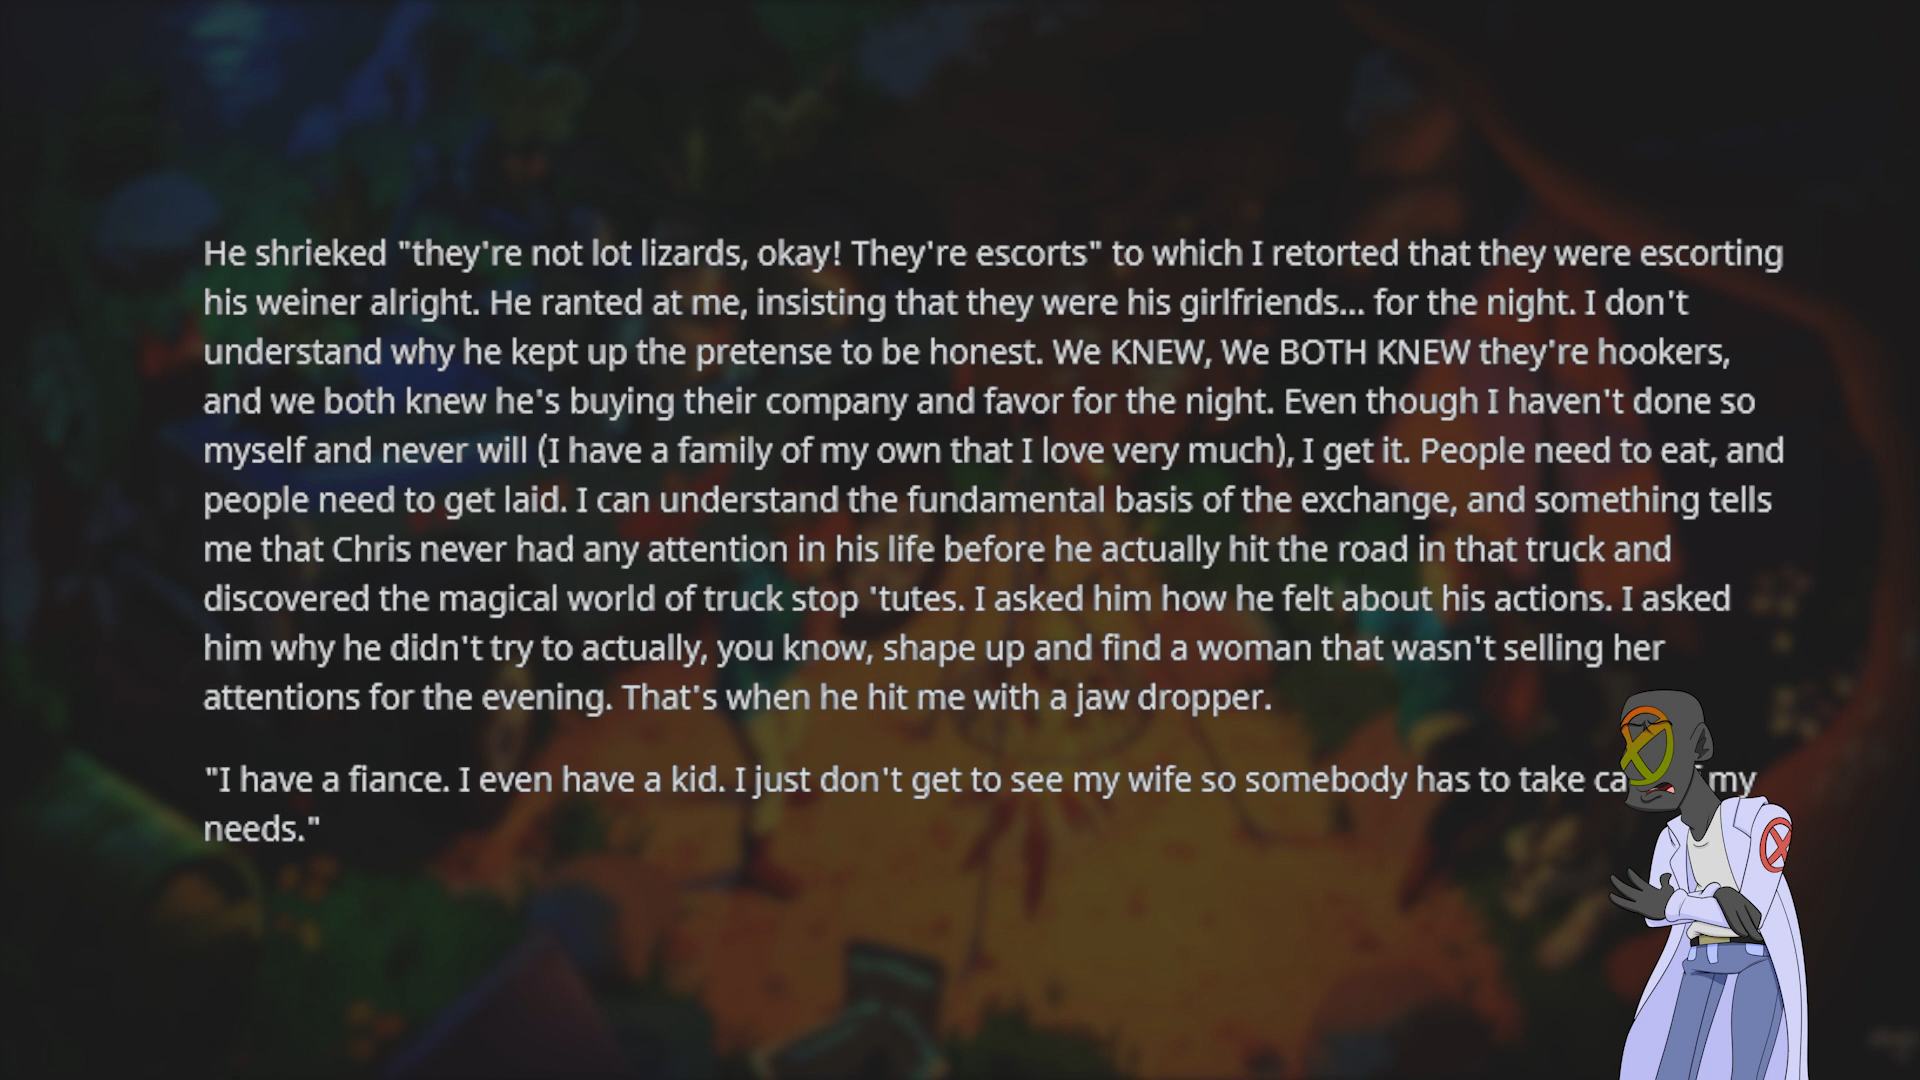 He shrieked "they're not lot lizards, okay! They're escorts" to which I retorted that they were escorting
his weiner alright. He ranted at me, insisting that they were his girlfriends... for the night. I don't
understand why he kept up the pretense to be honest. We KNEW, We BOTH KNEW they're hookers,
and we both knew he's buying their company and favor for the night. Even though I haven't done so
myself and never will (I have a family of my own that I love very much), I get it. People need to eat, and
people need to get laid. I can understand the fundamental basis of the exchange, and something tells
me that Chris never had any attention in his life before he actually hit the road in that truck and
discovered the magical world of truck stop 'tutes. I asked him how he felt about his actions. I asked
him why he didn't try to actually, you know, shape up and find a woman that wasn't selling her
attentions for the evening. That's when he hit me with a jaw dropper.
"I have a fiance. I even have a kid. I just don't get to see my wife so somebody has to take my
needs."